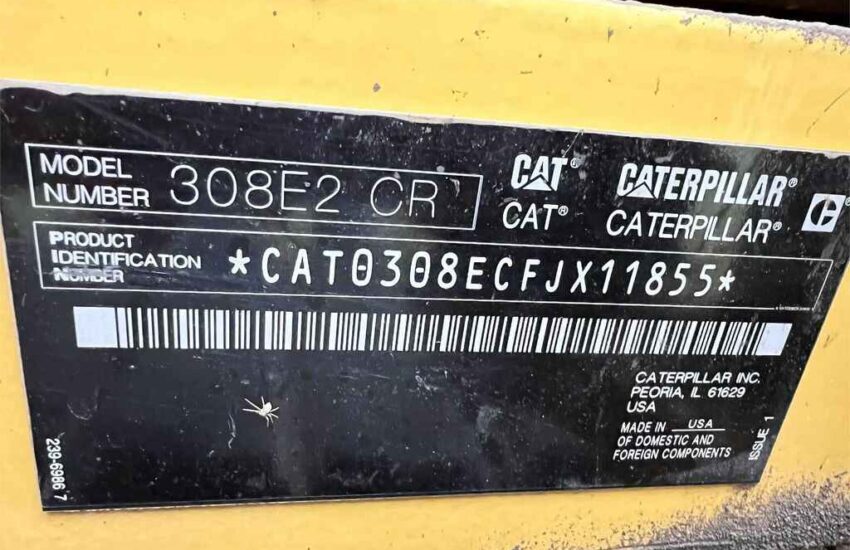 MODEL NUMBER 308E2 CR
CAT® CATERPILLAR®
CAT® CATERPILLAR®
PRODUCT IDENTIFICATION NUMBER *CAT0308ECFJX11855*
CATERPILLAR INC.
PEORIA, IL 61629
USA
MADE IN USA
OF DOMESTIC AND
FOREIGN COMPONENTS
ISSUE 1
239-6986 7